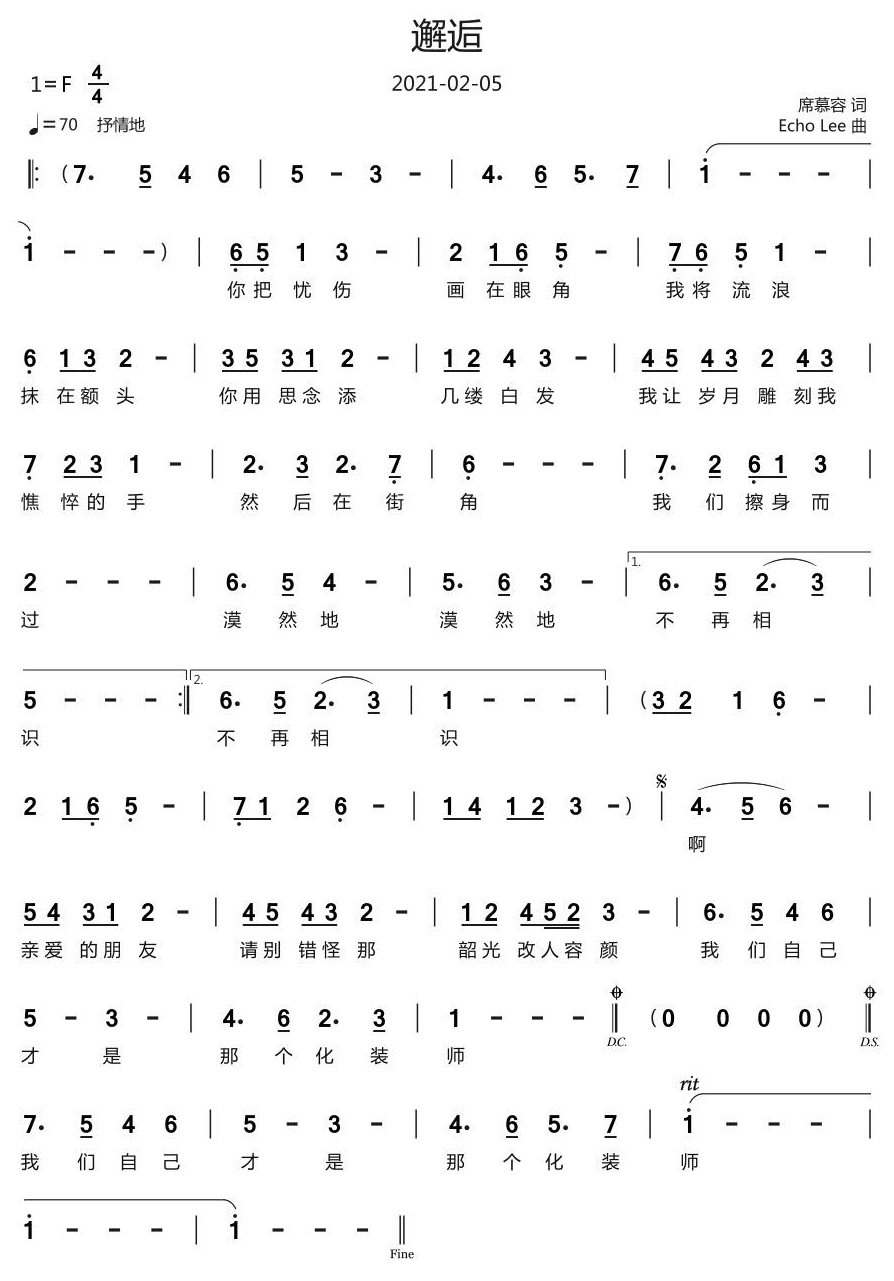 邂逅
1=F 4/4
2021-02-05
席慕容 词
♩=70 抒情地
Echo Lee 曲
‖: (7. 5 4 6 | 5 - 3 - | 4. 6 5. 7 | 1 - - - |
1 - - -) | 6 5 1 3 - | 2 1 6 5 - | 7 6 5 1 - |
你把 忧 伤 画 在眼 角 我将 流 浪
6 1 3 2 - | 3 5 3 1 2 - | 1 2 4 3 - | 4 5 4 3 2 4 3 |
抹 在额 头 你用 思念 添 几缕 白 发 我让 岁月 雕 刻我
7 2 3 1 - | 2. 3 2. 7 | 6 - - - | 7. 2 6 1 3 |
憔 悴的 手 然 后 在 街 角 我 们 擦身 而
1.
2 - - - | 6. 5 4 - | 5. 6 3 - | 6. 5 2. 3 |
过 漠 然 地 漠 然 地 不 再 相
2.
5 - - - :‖ 6. 5 2. 3 | 1 - - - | (3 2 1 6 - |
识 不 再 相 识
2 1 6 5 - | 7 1 2 6 - | 1 4 1 2 3 -) | 4. 5 6 - |
啊
5 4 3 1 2 - | 4 5 4 3 2 - | 1 2 4 5 2 3 - | 6. 5 4 6 |
亲爱 的朋 友 请别 错怪 那 韶光 改人容 颜 我 们 自 己
5 - 3 - | 4. 6 2. 3 | 1 - - - ‖ (0 0 0 0) ‖
D.C. D.S.
才 是 那 个 化 装 师
rit
7. 5 4 6 | 5 - 3 - | 4. 6 5. 7 | 1 - - - |
我 们 自 己 才 是 那 个 化 装 师
1 - - - | 1 - - - ‖
Fine